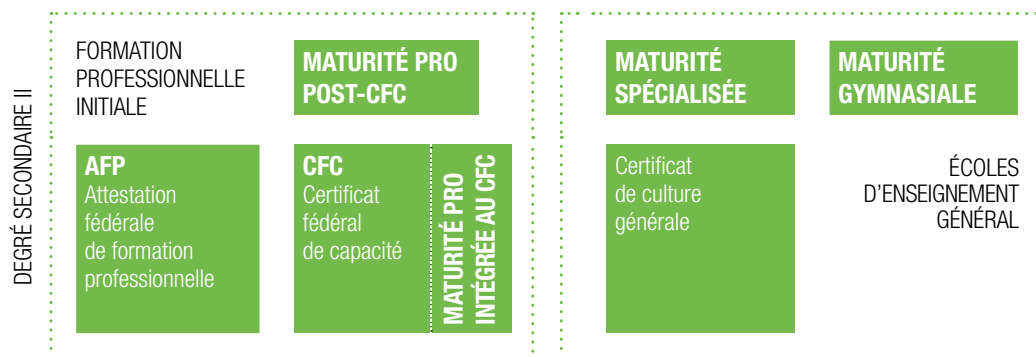 DEGRÉ SECONDAIRE II
FORMATION
PROFESSIONNELLE
INITIALE
MATURITÉ PRO
POST-CFC
AFP
Attestation
fédérale
de formation
professionnelle
CFC
Certificat
fédéral
de capacité
MATURITÉ PRO
INTÉGRÉE AU CFC
MATURITÉ
SPÉCIALISÉE
MATURITÉ
GYMNASIALE
Certificat
de culture
générale
ÉCOLES
D’ENSEIGNEMENT
GÉNÉRAL